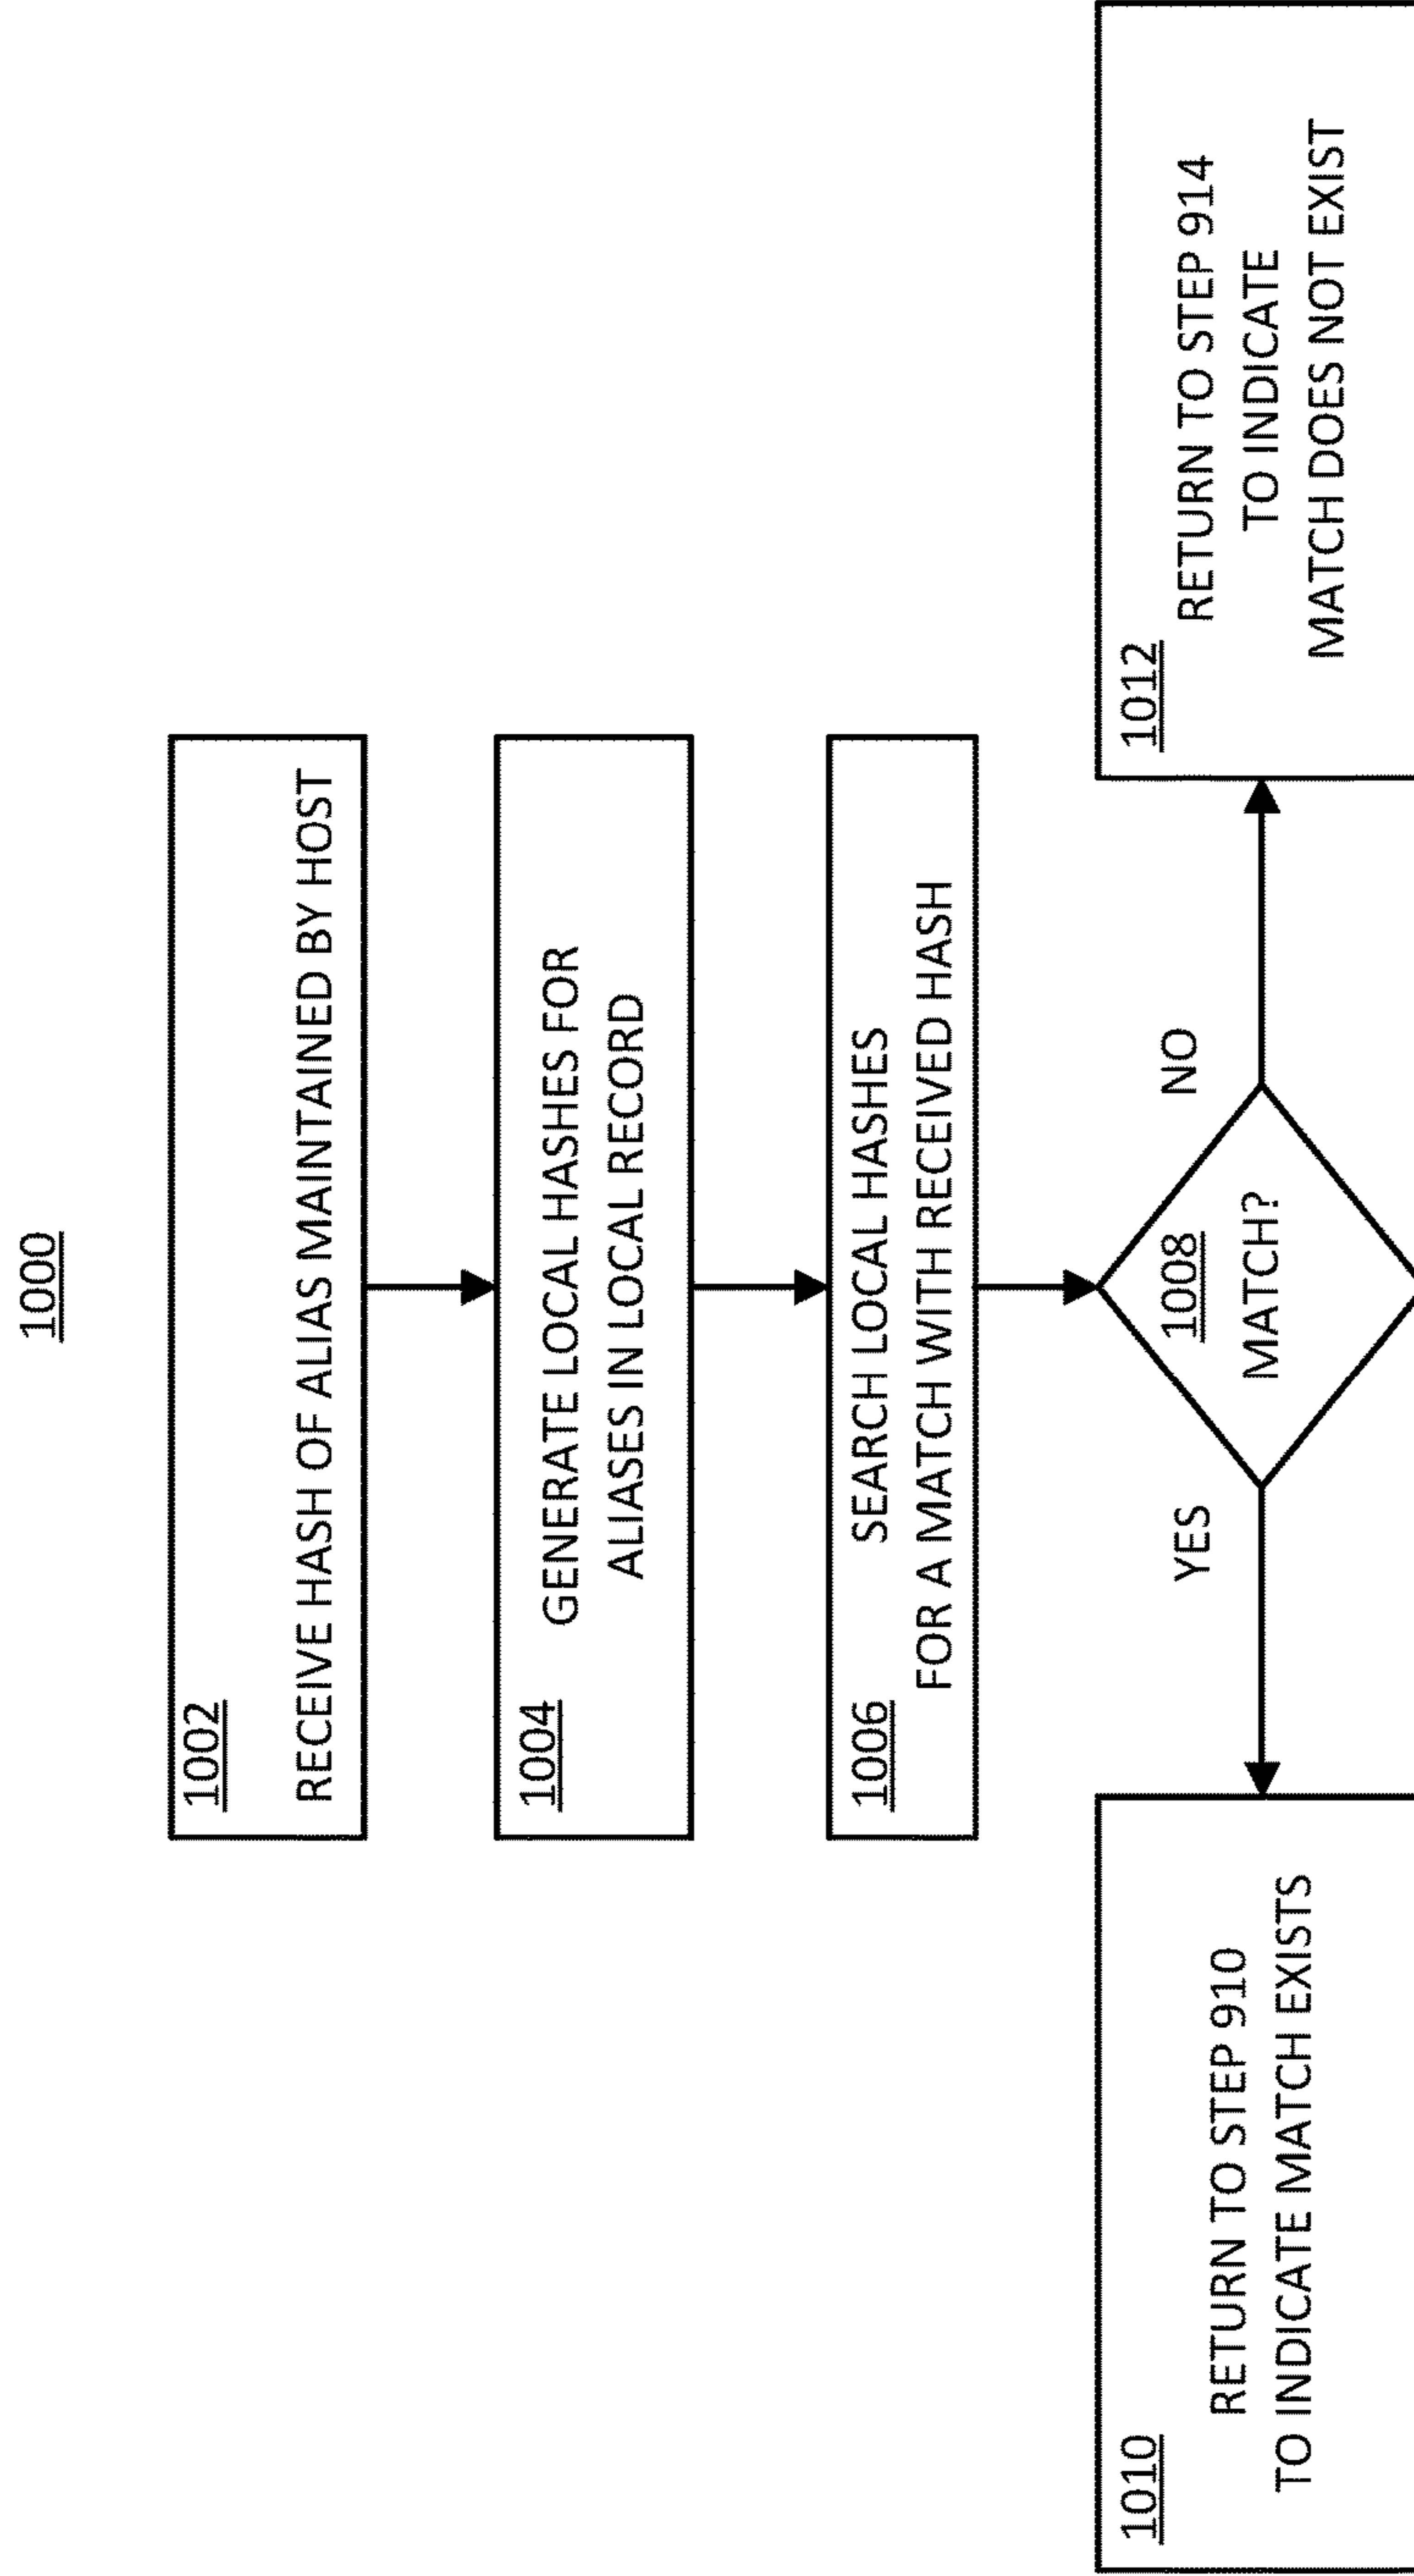 1000
1002
RECEIVE HASH OF ALIAS MAINTAINED BY HOST
1004
GENERATE LOCAL HASHES FOR
ALIASES IN LOCAL RECORD
1006
SEARCH LOCAL HASHES
FOR A MATCH WITH RECEIVED HASH
1008
MATCH?
YES
NO
1010
RETURN TO STEP 910
TO INDICATE MATCH EXISTS
1012
RETURN TO STEP 914
TO INDICATE
MATCH DOES NOT EXIST